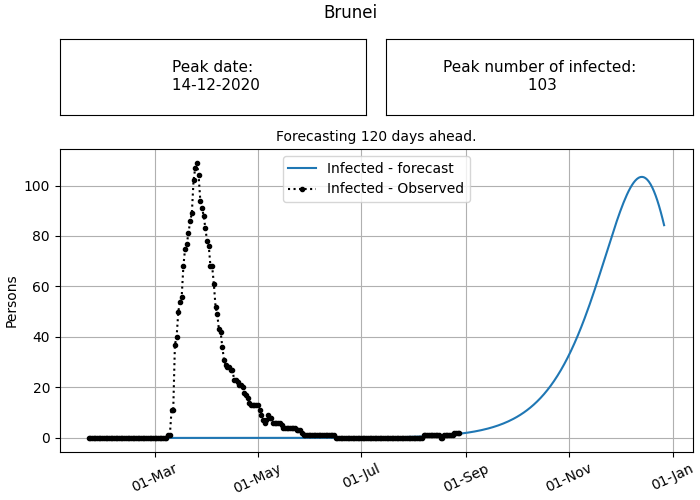 Brunei
Peak date:
14-12-2020
Peak number of infected:
103
Forecasting 120 days ahead.
Infected - forecast
Infected - Observed
Persons
100
80
60
40
20
0
01-Mar
01-May
01-Jul
01-Sep
01-Nov
01-Jan